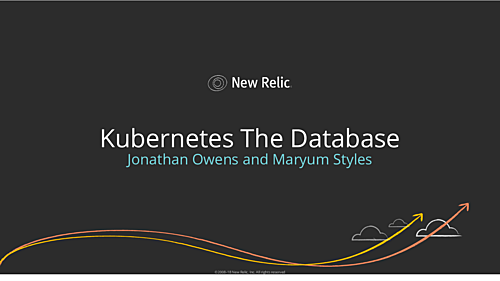 New Relic
Kubernetes The Database
Jonathan Owens and Maryum Styles
©2008-18 New Relic, Inc. All rights reserved